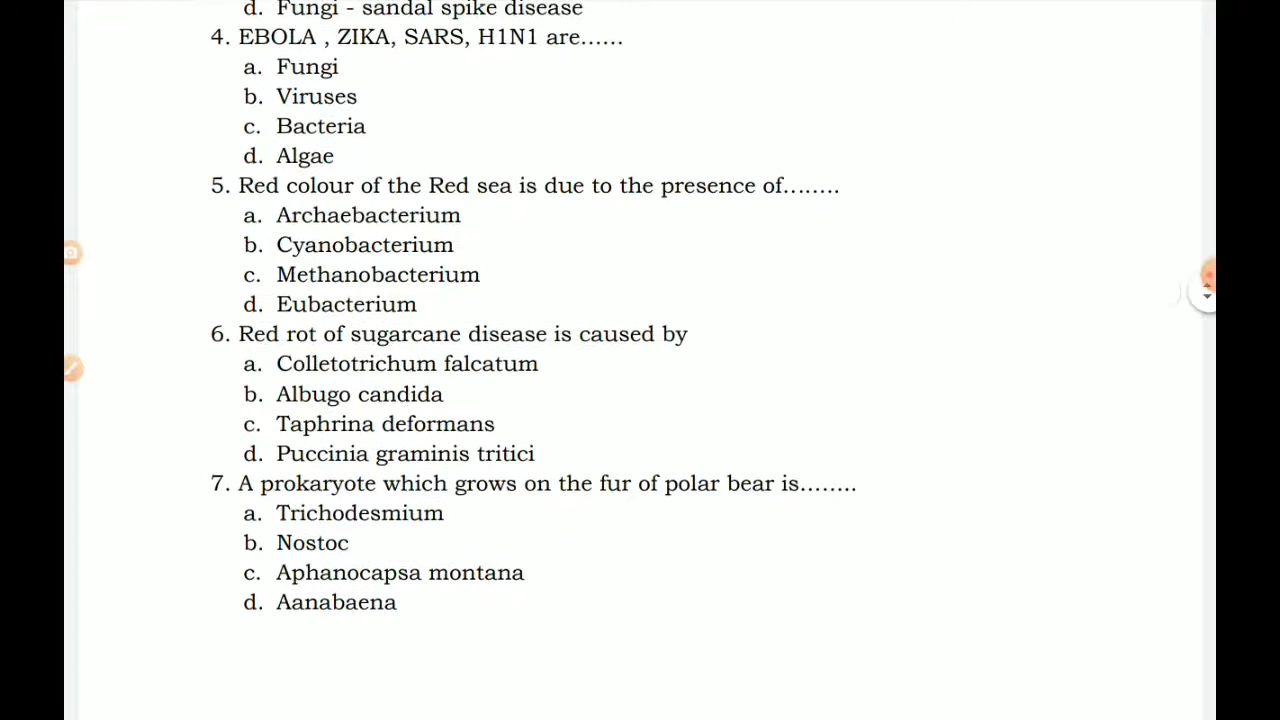 d. Fungi - sandal spike disease
4. EBOLA , ZIKA, SARS, H1N1 are......
a. Fungi
b. Viruses
c. Bacteria
d. Algae
5. Red colour of the Red sea is due to the presence of........
a. Archaebacterium
b. Cyanobacterium
c. Methanobacterium
d. Eubacterium
6. Red rot of sugarcane disease is caused by
a. Colletotrichum falcatum
b. Albugo candida
c. Taphrina deformans
d. Puccinia graminis tritici
7. A prokaryote which grows on the fur of polar bear is........
a. Trichodesmium
b. Nostoc
c. Aphanocapsa montana
d. Aanabaena